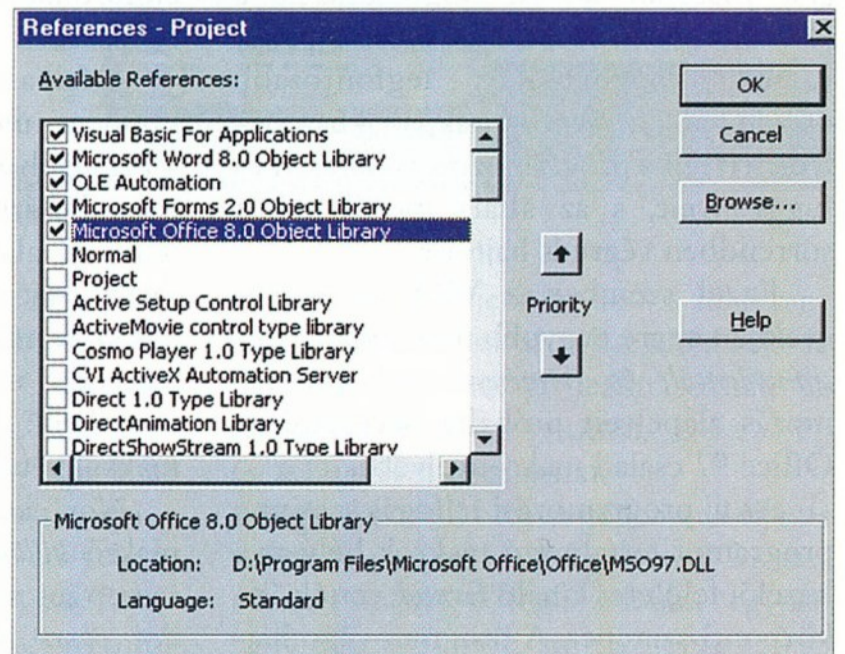 References - Project
Available References:
Visual Basic For Applications
Microsoft Word 8.0 Object Library
OLE Automation
Microsoft Forms 2.0 Object Library
Microsoft Office 8.0 Object Library
Normal
Project
Active Setup Control Library
ActiveMovie control type library
Cosmo Player 1.0 Type Library
CVI ActiveX Automation Server
Direct 1.0 Type Library
DirectAnimation Library
DirectShowStream 1.0 Type Library
OK
Cancel
Browse...
Priority
Help
Microsoft Office 8.0 Object Library
Location: D:\Program Files\Microsoft Office\Office\MSO97.DLL
Language: Standard